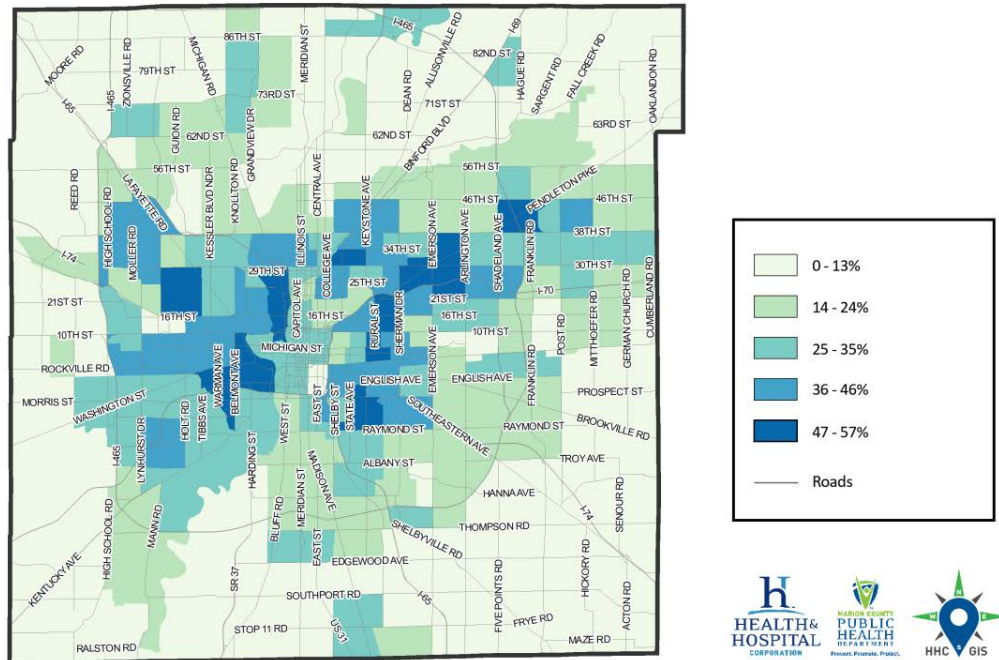 I-465
I-69
86TH ST
MICHIGAN RD
MERIDIAN ST
ALLISONVILLE RD
82ND ST
MOORE RD
I-465
ZIONSVILLE RD
79TH ST
73RD ST
DEAN RD
71ST ST
HAGUE RD
SARGENT RD
FALL CREEK RD
OAKLANDON RD
I-65
GUION RD
62ND ST
GRANDVIEW DR
62ND ST
BINFORD BLVD
63RD ST
REED RD
56TH ST
LAFAYETTE RD
KESSLER BLVD NDR
KNOLLTON RD
CENTRAL AVE
KEYSTONE AVE
56TH ST
PENDLETON PIKE
46TH ST
46TH ST
HIGH SCHOOL RD
MOLLER RD
ILLINOIS ST
COLLEGE AVE
34TH ST
EMERSON AVE
ARLINGTON AVE
SHADELAND AVE
FRANKLIN RD
38TH ST
I-74
29TH ST
25TH ST
30TH ST
21ST ST
16TH ST
CAPITOL AVE
16TH ST
RURAL ST
SHERMAN DR
21ST ST
16TH ST
I-70
10TH ST
10TH ST
POST RD
MITTHOEFER RD
GERMAN CHURCH RD
CUMBERLAND RD
ROCKVILLE RD
MICHIGAN ST
EMERSON AVE
MORRIS ST
WASHINGTON ST
WARMAN AVE
BELMONT AVE
ENGLISH AVE
ENGLISH AVE
FRANKLIN RD
PROSPECT ST
HOLT RD
TIBBS AVE
WEST ST
EAST ST
SHELBY ST
STATE AVE
RAYMOND ST
SOUTHEASTERN AVE
RAYMOND ST
BROOKVILLE RD
I-465
LYNHURST DR
HARDING ST
MADISON AVE
ALBANY ST
TROY AVE
HIGH SCHOOL RD
MANN RD
BLUFF RD
MERIDIAN ST
HANNA AVE
I-74
SENOUR RD
KENTUCKY AVE
EAST ST
SHELBYVILLE RD
THOMPSON RD
SR 37
EDGEWOOD AVE
FIVE POINTS RD
HICKORY RD
ACTON RD
SOUTHPORT RD
US 31
I-65
STOP 11 RD
FRYE RD
RALSTON RD
MAZE RD
0 - 13%
14 - 24%
25 - 35%
36 - 46%
47 - 57%
Roads
h
HEALTH&
HOSPITAL
CORPORATION
MARION COUNTY
PUBLIC
HEALTH
DEPARTMENT
Prevent. Promote. Protect.
N
W
E
S
HHC GIS